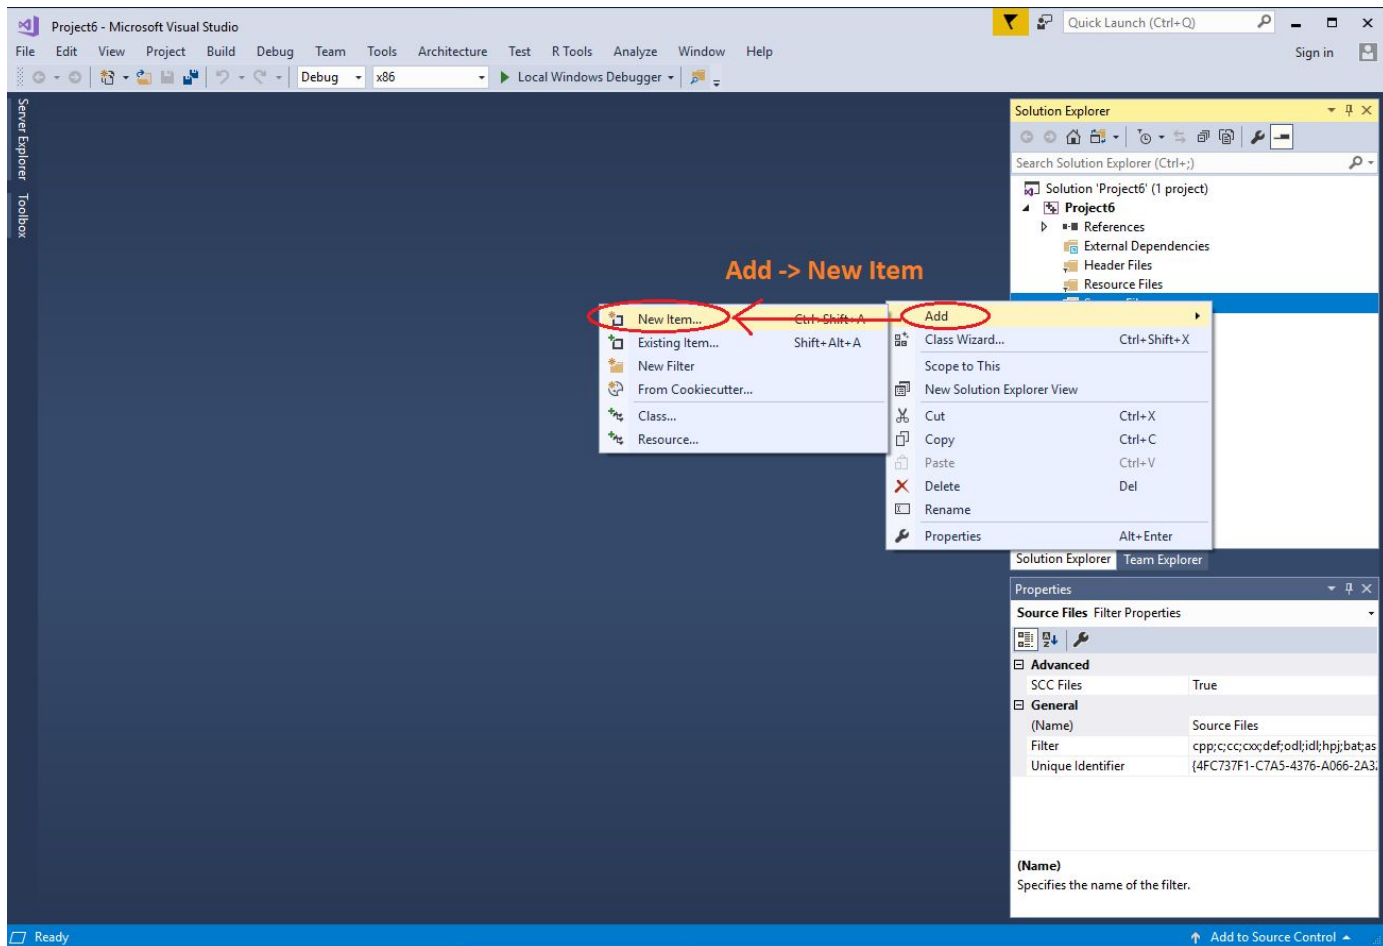 Project6 - Microsoft Visual Studio
Quick Launch (Ctrl+Q)
File Edit View Project Build Debug Team Tools Architecture Test R Tools Analyze Window Help
Sign in
Debug x86 Local Windows Debugger
Server Explorer
Toolbox
Solution Explorer
Search Solution Explorer (Ctrl+;)
Solution 'Project6' (1 project)
Project6
References
External Dependencies
Header Files
Resource Files
Add -> New Item
New Item... Ctrl+Shift+A
Existing Item... Shift+Alt+A
New Filter
From Cookiecutter...
Class...
Resource...
Add
Class Wizard... Ctrl+Shift+X
Scope to This
New Solution Explorer View
Cut Ctrl+X
Copy Ctrl+C
Paste Ctrl+V
Delete Del
Rename
Properties Alt+Enter
Solution Explorer Team Explorer
Properties
Source Files Filter Properties
Advanced
SCC Files True
General
(Name) Source Files
Filter cpp;c;cc;cxx;def;odl;idl;hpj;bat;as
Unique Identifier {4FC737F1-C7A5-4376-A066-2A32
(Name)
Specifies the name of the filter.
Ready
Add to Source Control